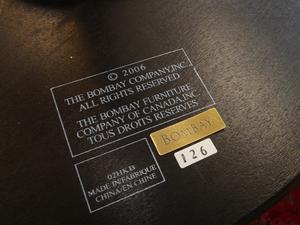 © 2006
THE BOMBAY COMPANY,INC.
ALL RIGHTS RESERVED
THE BOMBAY FURNITURE
COMPANY OF CANADA,INC.
TOUS DROITS RESERVES
BOMBAY
126
02HKB
MADE IN/FABRIQUE
CHINA/EN CHINE